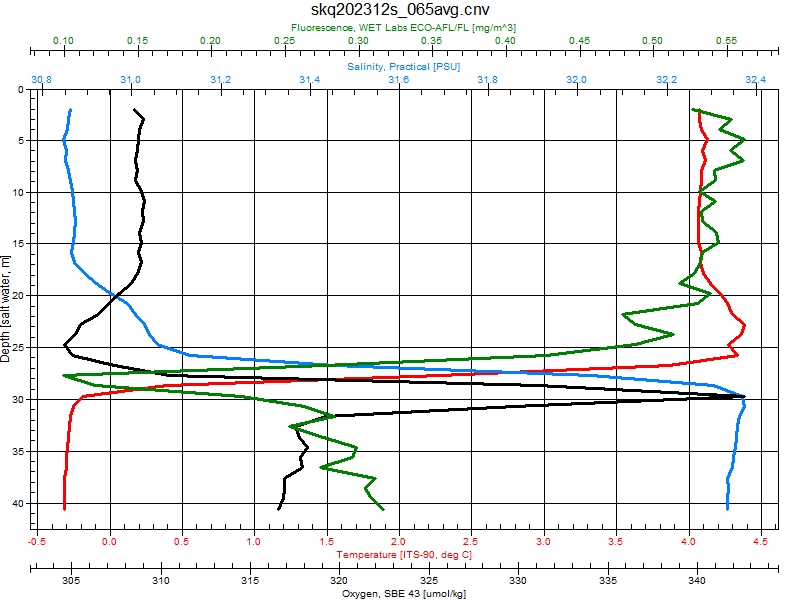 skq202312s_065avg.cnv
Fluorescence, WET Labs ECO-AFL/FL [mg/m^3]
0.10 0.15 0.20 0.25 0.30 0.35 0.40 0.45 0.50 0.55
Salinity, Practical [PSU]
30.8 31.0 31.2 31.4 31.6 31.8 32.0 32.2 32.4
0
5
10
15
20
25
30
35
40
Depth [salt water, m]
-0.5 0.0 0.5 1.0 1.5 2.0 2.5 3.0 3.5 4.0 4.5
Temperature [ITS-90, deg C]
305 310 315 320 325 330 335 340
Oxygen, SBE 43 [umol/kg]